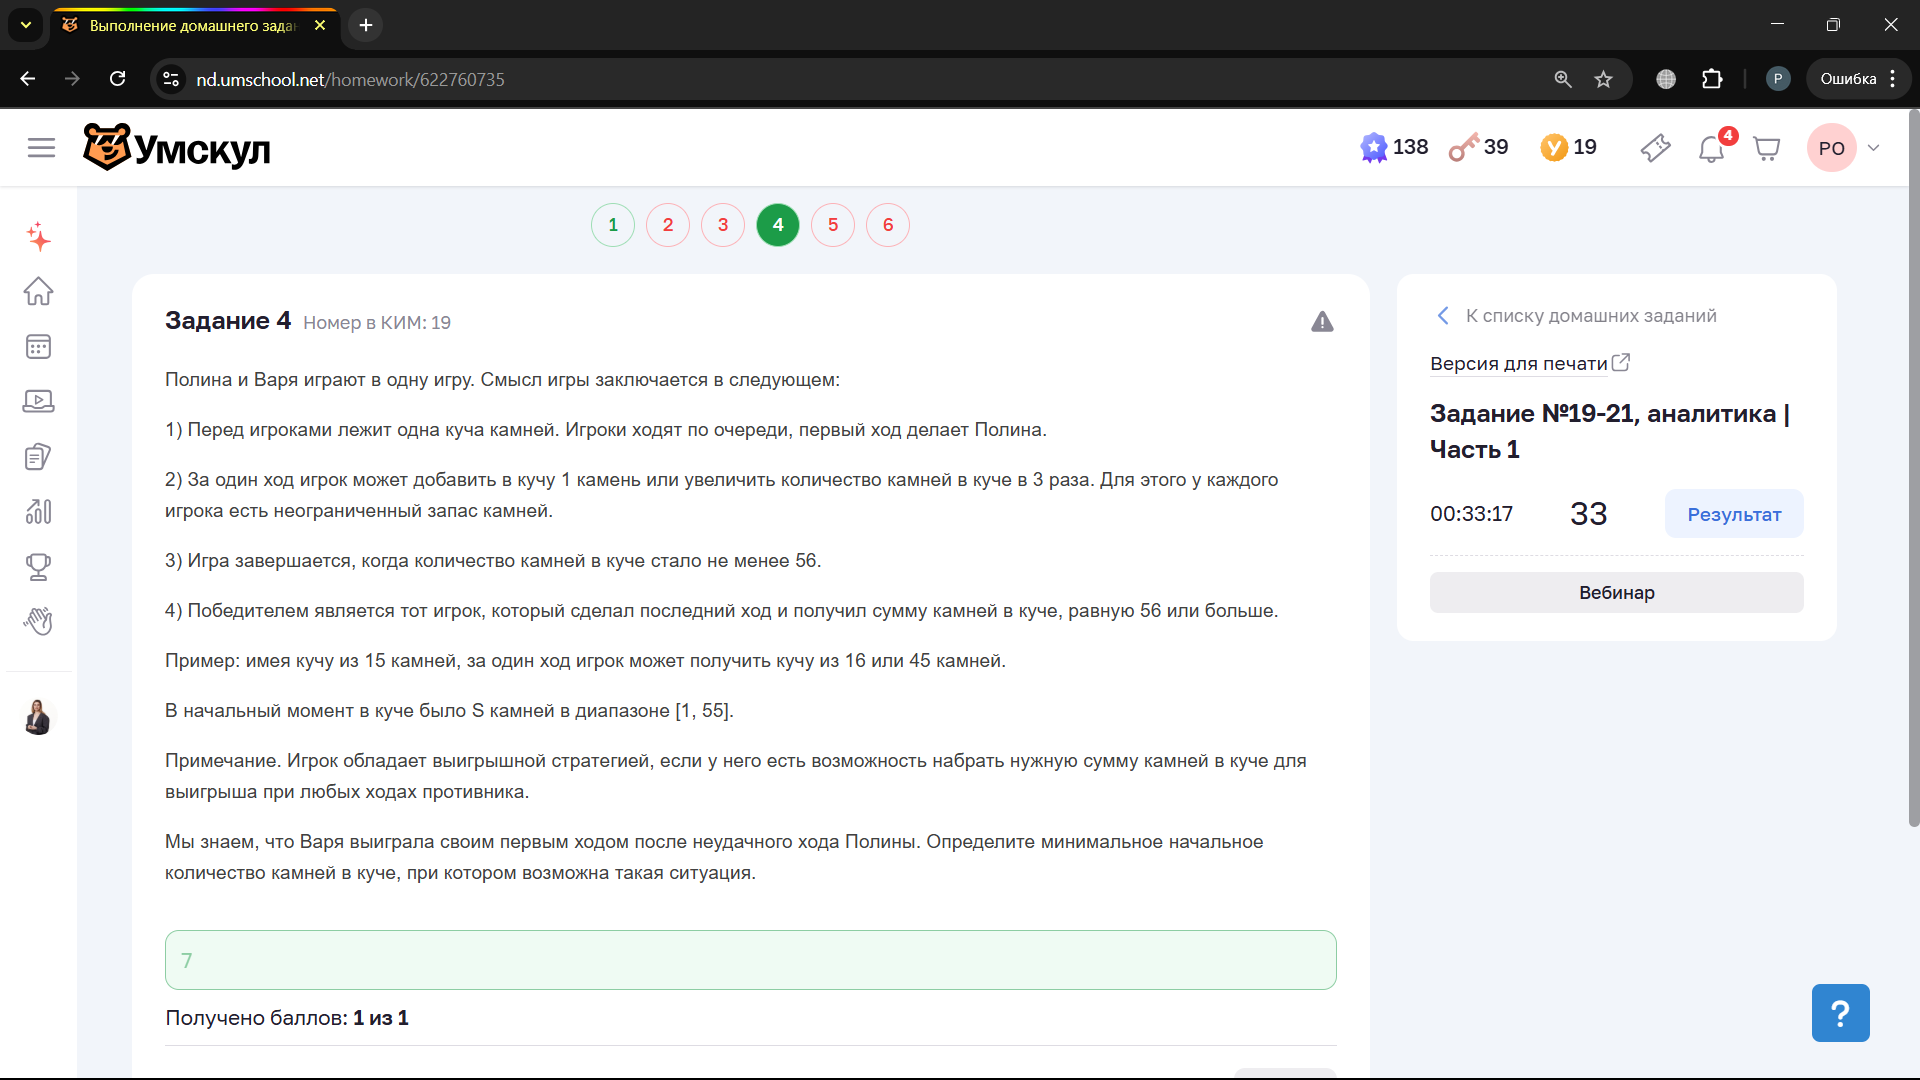 Выполнение домашнего зада
nd.umschool.net/homework/622760735
P
Ошибка
Умскул
138
39
У
19
4
PO
1
2
3
4
5
6
Задание 4 Номер в КИМ: 19
Полина и Варя играют в одну игру. Смысл игры заключается в следующем:
1) Перед игроками лежит одна куча камней. Игроки ходят по очереди, первый ход делает Полина.
2) За один ход игрок может добавить в кучу 1 камень или увеличить количество камней в куче в 3 раза. Для этого у каждого
игрока есть неограниченный запас камней.
3) Игра завершается, когда количество камней в куче стало не менее 56.
4) Победителем является тот игрок, который сделал последний ход и получил сумму камней в куче, равную 56 или больше.
Пример: имея кучу из 15 камней, за один ход игрок может получить кучу из 16 или 45 камней.
В начальный момент в куче было S камней в диапазоне [1, 55].
Примечание. Игрок обладает выигрышной стратегией, если у него есть возможность набрать нужную сумму камней в куче для
выигрыша при любых ходах противника.
Мы знаем, что Варя выиграла своим первым ходом после неудачного хода Полины. Определите минимальное начальное
количество камней в куче, при котором возможна такая ситуация.
7
Получено баллов: 1 из 1
К списку домашних заданий
Версия для печати
Задание №19-21, аналитика |
Часть 1
00:33:17
33
Результат
Вебинар
?